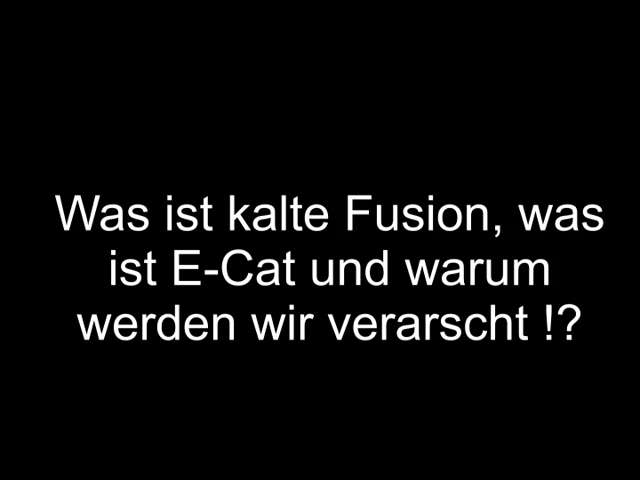 Was ist kalte Fusion, was
ist E-Cat und warum
werden wir verarscht !?